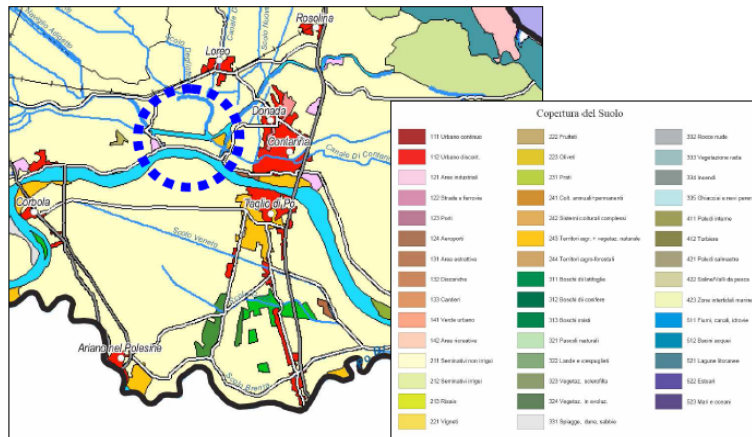 Rosolina
Loreo
Donada
Contarina
Canale Di Contarina
Taglio di Po
Corbola
Scolo Veneto
Ariano nel Polesine
Scolo Brenta
Copertura del Suolo
111 Urbano continuo
112 Urbano discont.
121 Aree industriali
122 Strade e ferrovie
123 Porti
124 Aeroporti
131 Aree estrattive
132 Discariche
133 Cantieri
141 Verde urbano
142 Aree ricreative
211 Seminativi non irrigui
212 Seminativi irrigui
213 Risaie
221 Vigneti
222 Frutteti
223 Oliveti
231 Prati
241 Colt. annuali+permanenti
242 Sistemi colturali complessi
243 Territori agr. + vegetaz. naturale
244 Territori agro-forestali
311 Boschi di latifoglie
312 Boschi di conifere
313 Boschi misti
321 Pascoli naturali
322 Lande e cespuglieti
323 Vegetaz. sclerofilla
324 Vegetaz. in evoluz.
331 Spiagge, dune, sabbie
332 Rocce nude
333 Vegetazione rada
334 Incendi
335 Ghiacciai e nevi peren
411 Paludi interne
412 Torbiere
421 Paludi salmastre
422 Saline/Valli da pesca
423 Zone intertidali marine
511 Fiumi, canali, idrovie
512 Bacini acquei
521 Lagune litoranee
522 Estuari
523 Mari e oceani